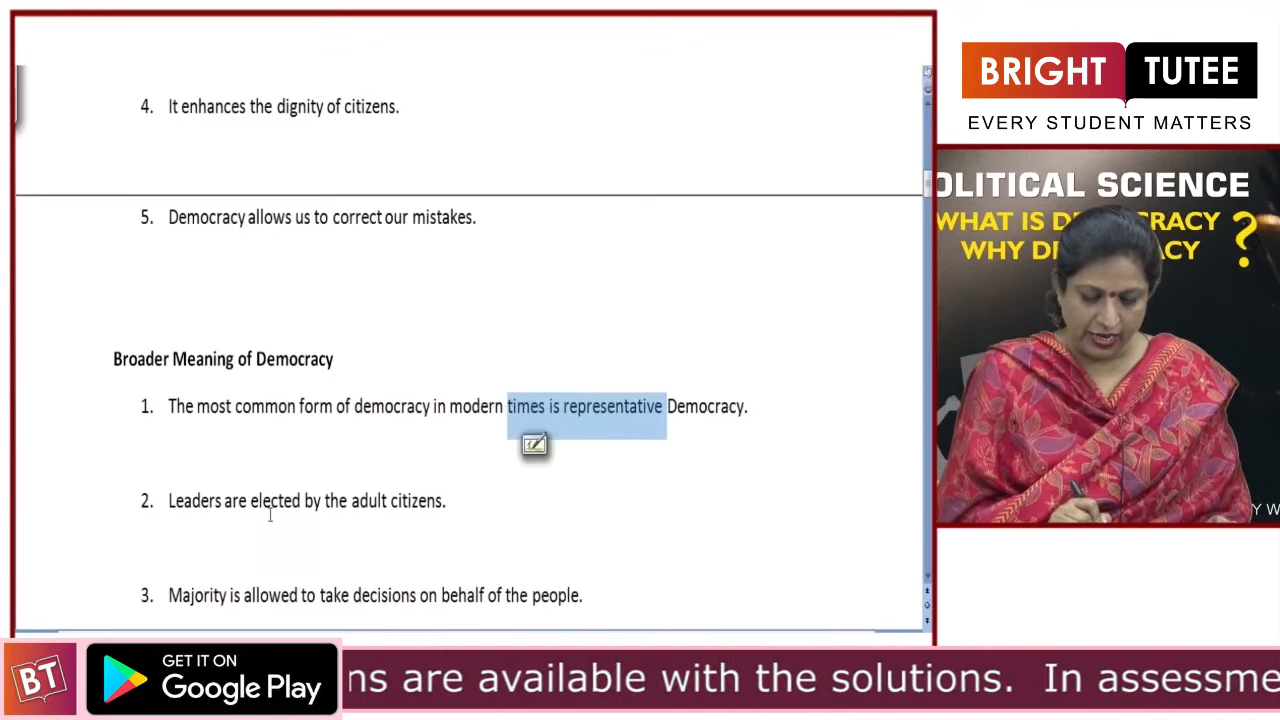 4. It enhances the dignity of citizens.
5. Democracy allows us to correct our mistakes.
Broader Meaning of Democracy
1. The most common form of democracy in modern times is representative Democracy.
2. Leaders are elected by the adult citizens.
3. Majority is allowed to take decisions on behalf of the people.
BRIGHT TUTEE
EVERY STUDENT MATTERS
OLITICAL SCIENCE
WHAT IS D CRACY
WHY D ACY ?
Y W
BT
GET IT ON
Google Play
ns are available with the solutions. In assessme